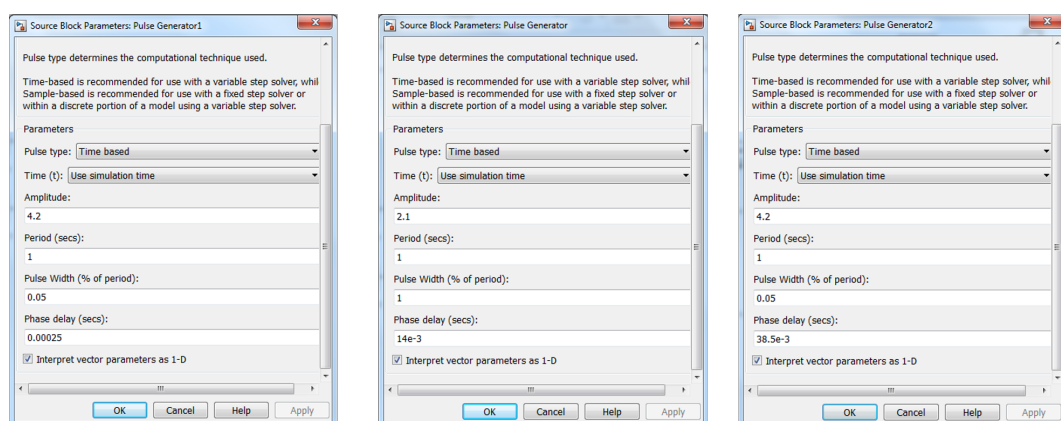 Source Block Parameters: Pulse Generator1
Pulse type determines the computational technique used.
Time-based is recommended for use with a variable step solver, whil
Sample-based is recommended for use with a fixed step solver or
within a discrete portion of a model using a variable step solver.
Parameters
Pulse type: Time based
Time (t): Use simulation time
Amplitude:
4.2
Period (secs):
1
Pulse Width (% of period):
0.05
Phase delay (secs):
0.00025
Interpret vector parameters as 1-D
OK Cancel Help Apply
Source Block Parameters: Pulse Generator
Pulse type determines the computational technique used.
Time-based is recommended for use with a variable step solver, whil
Sample-based is recommended for use with a fixed step solver or
within a discrete portion of a model using a variable step solver.
Parameters
Pulse type: Time based
Time (t): Use simulation time
Amplitude:
2.1
Period (secs):
1
Pulse Width (% of period):
1
Phase delay (secs):
14e-3
Interpret vector parameters as 1-D
OK Cancel Help Apply
Source Block Parameters: Pulse Generator2
Pulse type determines the computational technique used.
Time-based is recommended for use with a variable step solver, whil
Sample-based is recommended for use with a fixed step solver or
within a discrete portion of a model using a variable step solver.
Parameters
Pulse type: Time based
Time (t): Use simulation time
Amplitude:
4.2
Period (secs):
1
Pulse Width (% of period):
0.05
Phase delay (secs):
38.5e-3
Interpret vector parameters as 1-D
OK Cancel Help Apply